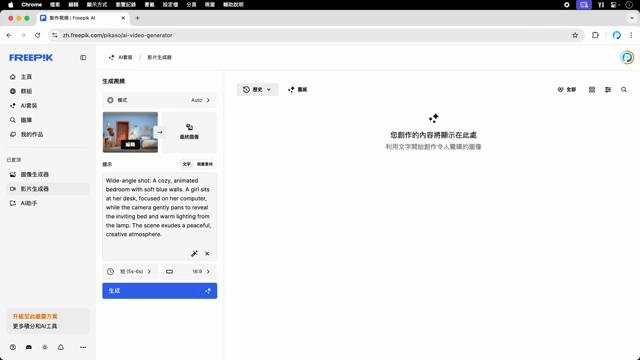 Chrome 檔案 編輯 顯示方式 瀏覽記錄 書籤 設定檔 分頁 視窗 輔助說明
製作視頻 | Freepik AI
zh.freepik.com/pikaso/ai-video-generator
FREEPIK
AI套裝 / 影片生成器
主頁
群組
AI套裝
圖庫
我的作品
已置頂
圖像生成器
影片生成器
AI助手
升級至此繳費方案
更多積分和AI工具
生成視頻
模式 Auto
編輯
最終圖像
提示 文字 視覺素材
Wide-angle shot: A cozy, animated
bedroom with soft blue walls. A girl sits
at her desk, focused on her computer,
while the camera gently pans to reveal
the inviting bed and warm lighting from
the lamp. The scene exudes a peaceful,
creative atmosphere.
短 (5s-6s) 16:9
生成
歷史 靈感 全部
您創作的內容將顯示在此處
利用文字開始創作令人驚嘆的圖像